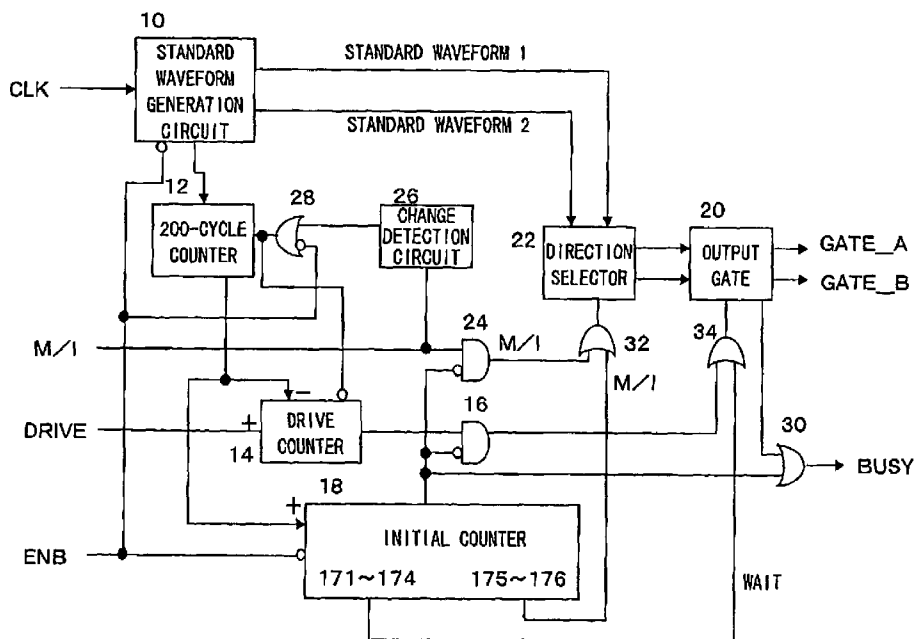 10
STANDARD
WAVEFORM
GENERATION
CIRCUIT
CLK
STANDARD WAVEFORM 1
STANDARD WAVEFORM 2
12
28
26
200-CYCLE
COUNTER
CHANGE
DETECTION
CIRCUIT
22
DIRECTION
SELECTOR
20
OUTPUT
GATE
GATE_A
GATE_B
M/I
24
M/I
32
M/I
34
DRIVE
+
−
14
DRIVE
COUNTER
16
30
BUSY
18
+
INITIAL COUNTER
ENB
171~174
175~176
WAIT